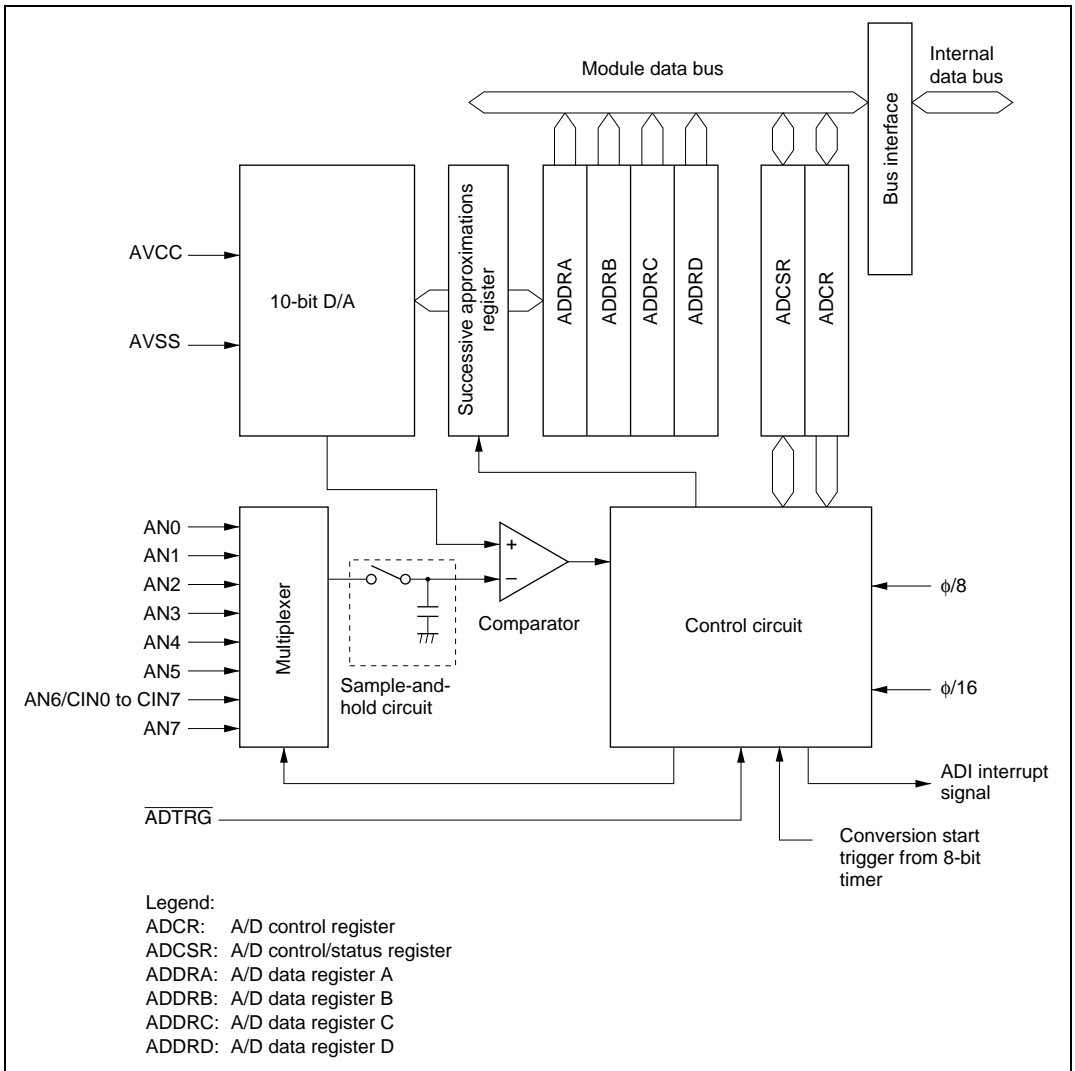 Module data bus
Internal
data bus
Bus interface
AVCC
AVSS
10-bit D/A
Successive approximations
register
ADDRA
ADDRB
ADDRC
ADDRD
ADCSR
ADCR
AN0
AN1
AN2
AN3
AN4
AN5
AN6/CIN0 to CIN7
AN7
Multiplexer
Sample-and-
hold circuit
+
−
Comparator
Control circuit
ϕ/8
ϕ/16
ADI interrupt
signal
ADTRG
Conversion start
trigger from 8-bit
timer
Legend:
ADCR: A/D control register
ADCSR: A/D control/status register
ADDRA: A/D data register A
ADDRB: A/D data register B
ADDRC: A/D data register C
ADDRD: A/D data register D